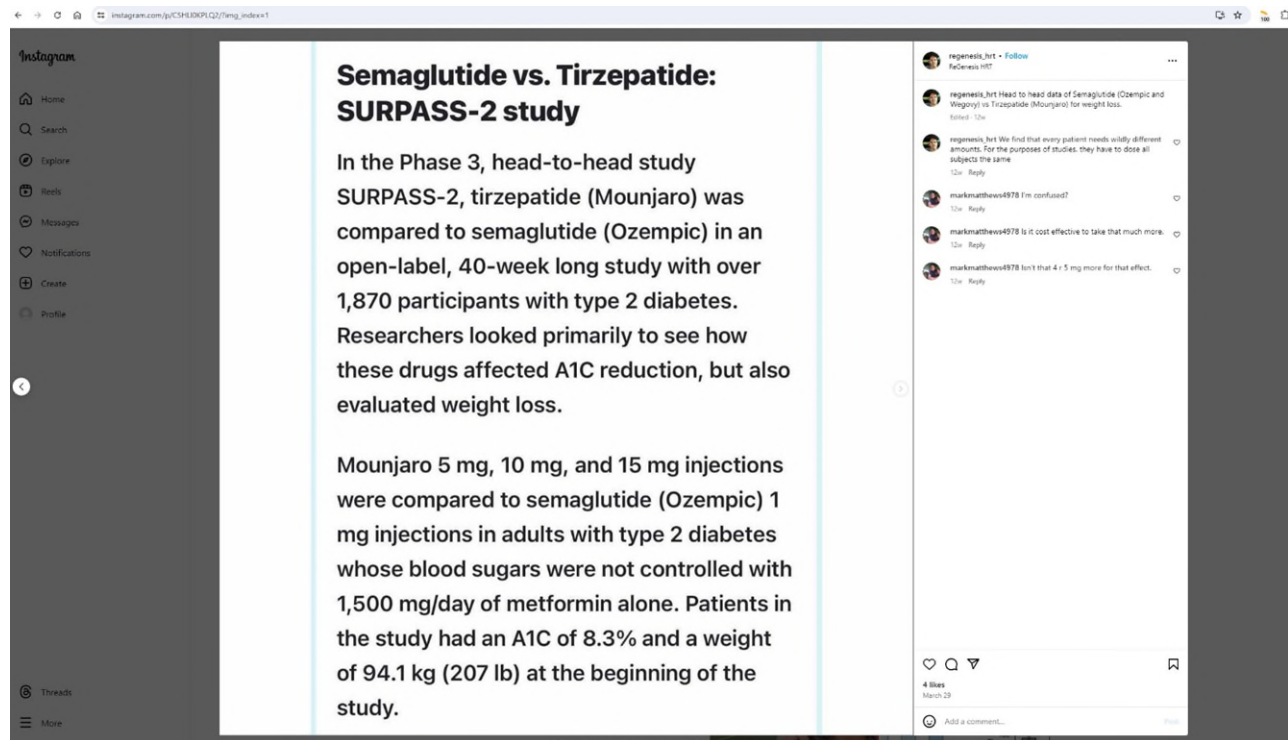 instagram.com/p/C5HLI0KPLQ2/?img_index=1
100
Instagram
Home
Search
Explore
Reels
Messages
Notifications
Create
Profile
Threads
More
Semaglutide vs. Tirzepatide:
SURPASS-2 study
In the Phase 3, head-to-head study
SURPASS-2, tirzepatide (Mounjaro) was
compared to semaglutide (Ozempic) in an
open-label, 40-week long study with over
1,870 participants with type 2 diabetes.
Researchers looked primarily to see how
these drugs affected A1C reduction, but also
evaluated weight loss.
Mounjaro 5 mg, 10 mg, and 15 mg injections
were compared to semaglutide (Ozempic) 1
mg injections in adults with type 2 diabetes
whose blood sugars were not controlled with
1,500 mg/day of metformin alone. Patients in
the study had an A1C of 8.3% and a weight
of 94.1 kg (207 lb) at the beginning of the
study.
regenesis_hrt • Follow
ReGenesis HRT
regenesis_hrt Head to head data of Semaglutide (Ozempic and
Wegovy) vs Tirzepatide (Mounjaro) for weight loss.
Edited · 12w
regenesis_hrt We find that every patient needs wildly different
amounts. For the purposes of studies, they have to dose all
subjects the same
12w Reply
markmatthews4978 I'm confused?
12w Reply
markmatthews4978 Is it cost effective to take that much more.
12w Reply
markmatthews4978 Isn't that 4 r 5 mg more for that effect.
12w Reply
4 likes
March 29
Add a comment...
Post